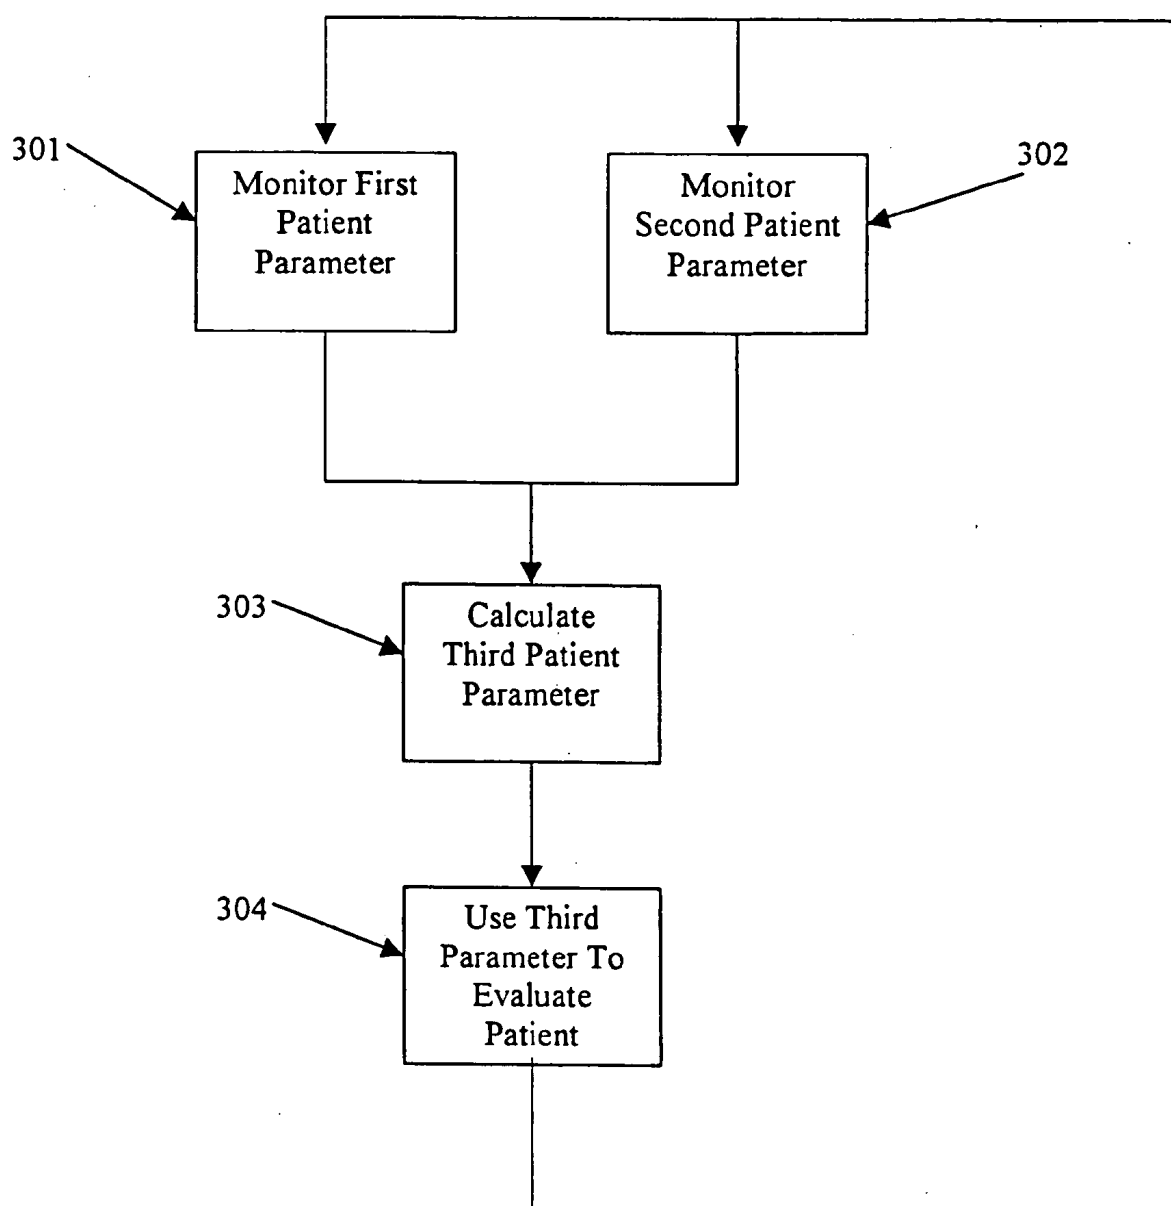 301
Monitor First
Patient
Parameter
302
Monitor
Second Patient
Parameter
303
Calculate
Third Patient
Parameter
304
Use Third
Parameter To
Evaluate
Patient